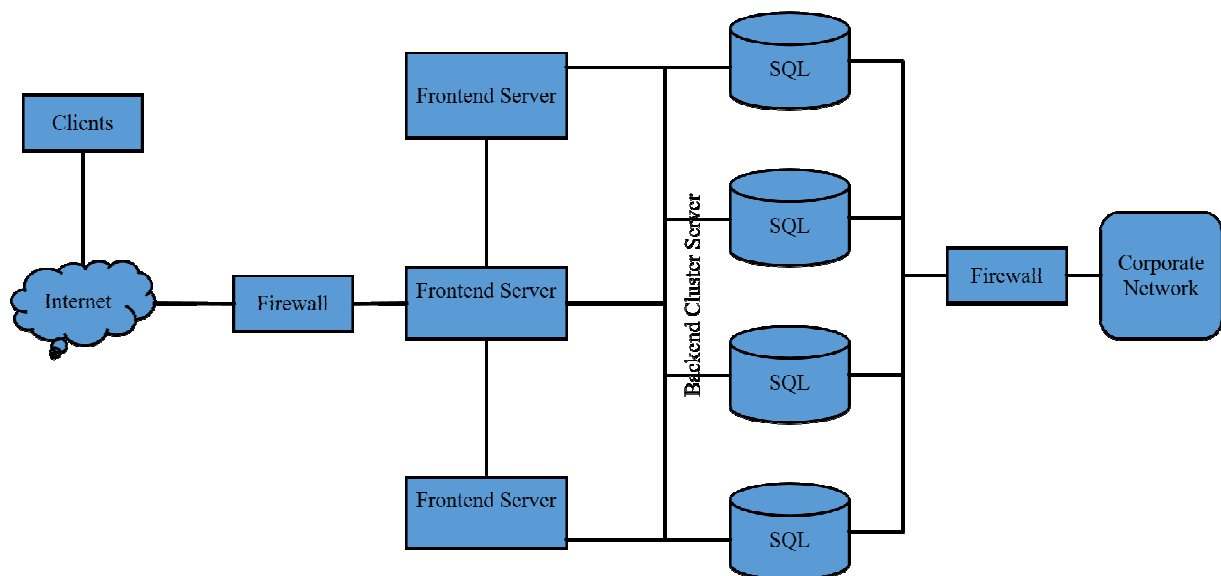 Clients
Internet
Firewall
Frontend Server
Frontend Server
Frontend Server
Backend Cluster Server
SQL
SQL
SQL
SQL
Firewall
Corporate
Network